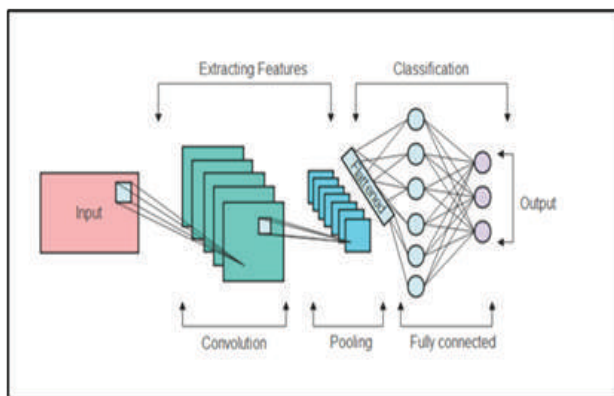 Extracting Features
Classification
Input
Flattened
Output
Convolution
Pooling
Fully connected